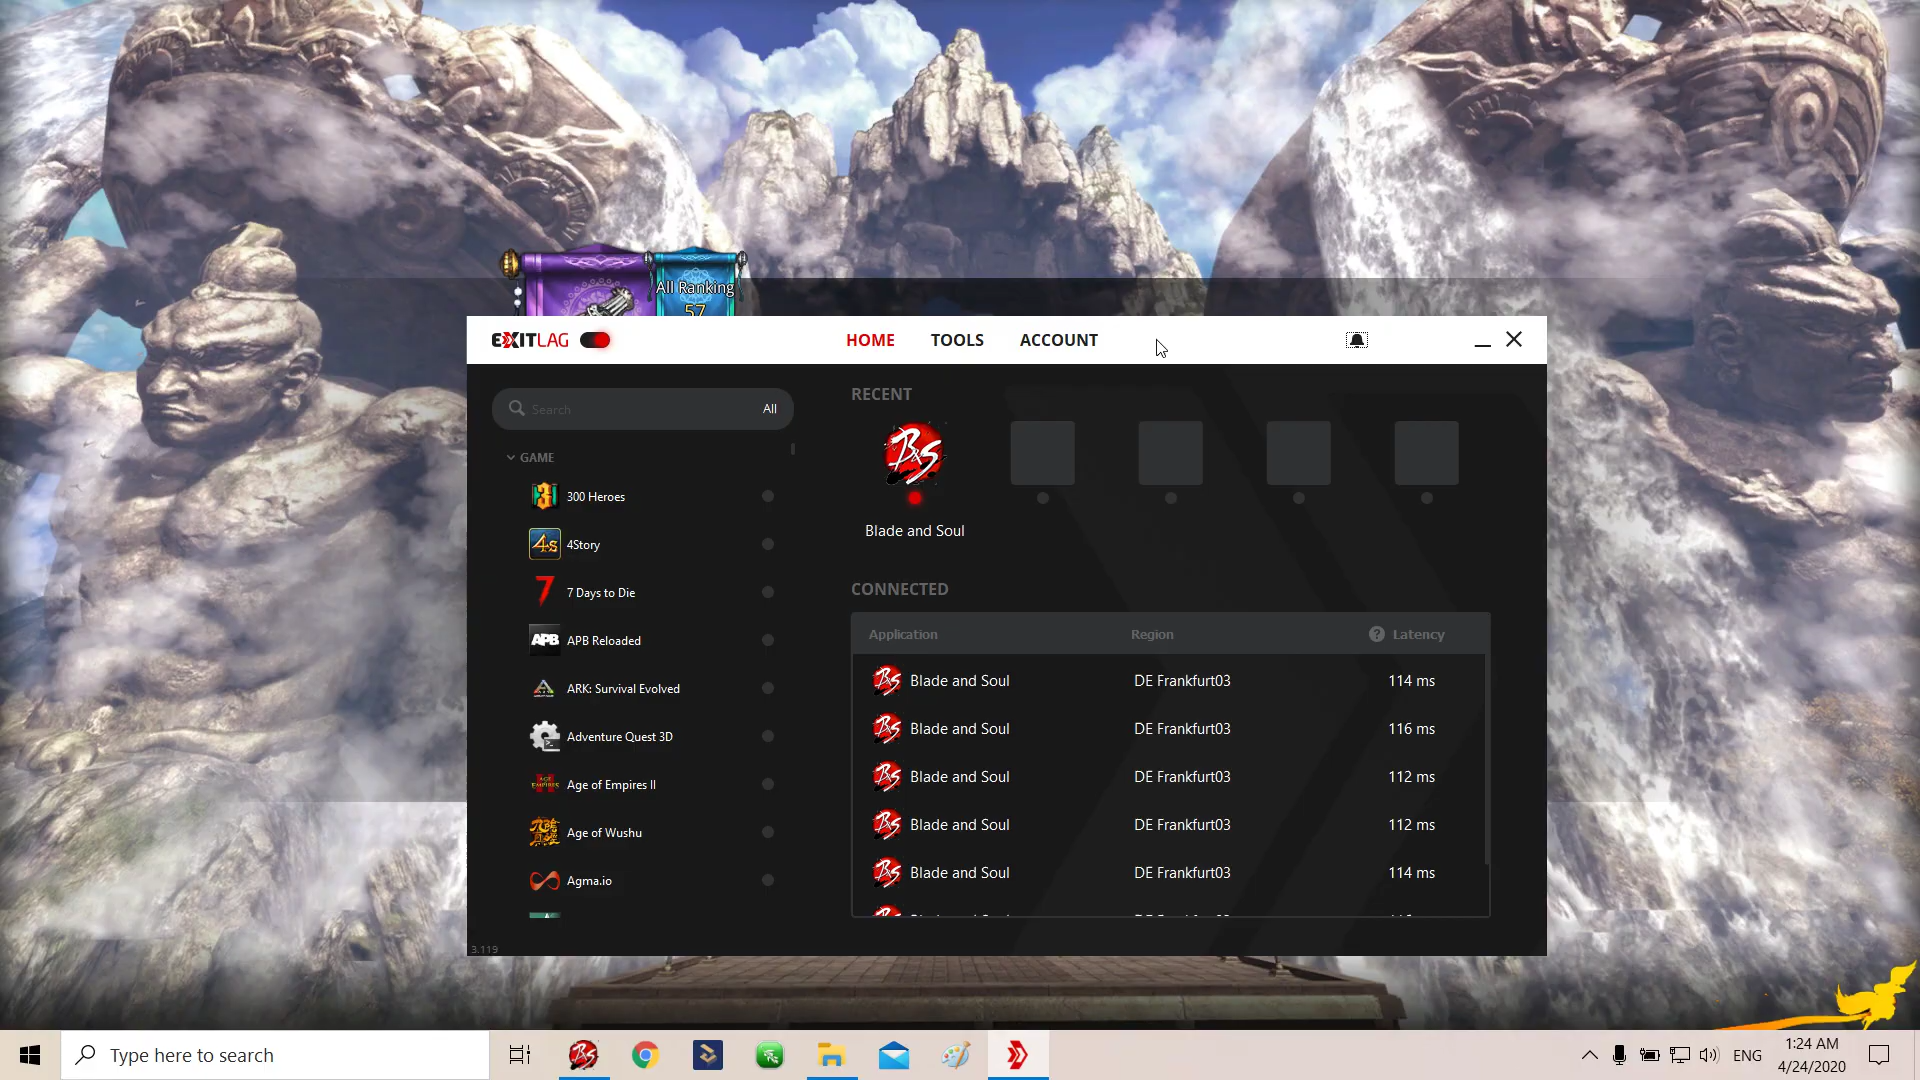 All Ranking
57
EXITLAG
HOME
TOOLS
ACCOUNT
Search
All
GAME
300 Heroes
4Story
7 Days to Die
APB Reloaded
ARK: Survival Evolved
Adventure Quest 3D
Age of Empires II
Age of Wushu
Agma.io
3.119
RECENT
Blade and Soul
CONNECTED
Application Region Latency
Blade and Soul DE Frankfurt03 114 ms
Blade and Soul DE Frankfurt03 116 ms
Blade and Soul DE Frankfurt03 112 ms
Blade and Soul DE Frankfurt03 112 ms
Blade and Soul DE Frankfurt03 114 ms
Type here to search
ENG
1:24 AM
4/24/2020